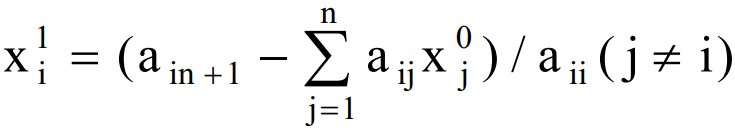 x_i^1 = (a_{in+1} − ∑_{j=1}^{n} a_{ij} x_j^0) / a_{ii} (j ≠ i)